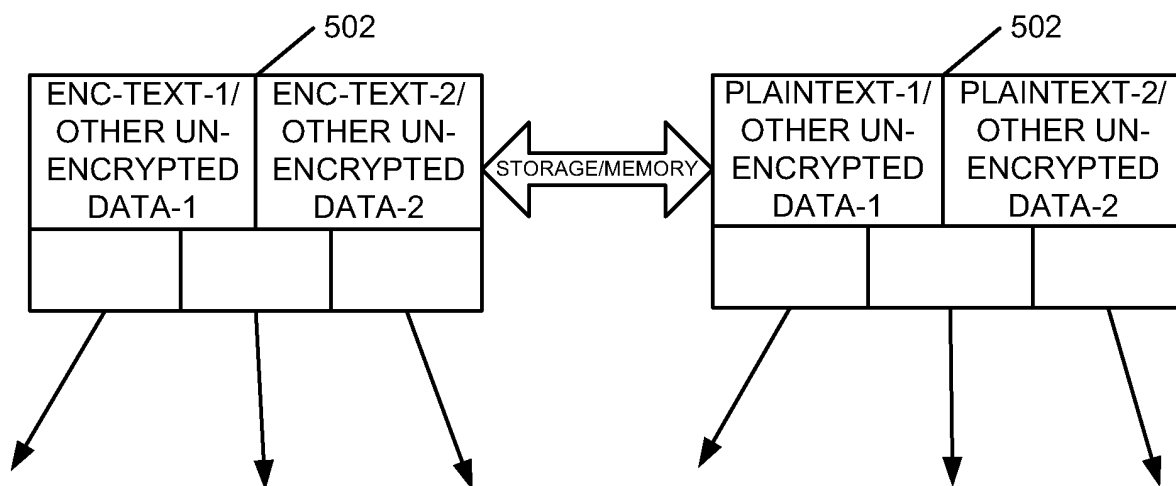 502
502
ENC-TEXT-1/
OTHER UN-
ENCRYPTED
DATA-1
ENC-TEXT-2/
OTHER UN-
ENCRYPTED
DATA-2
STORAGE/MEMORY
PLAINTEXT-1/
OTHER UN-
ENCRYPTED
DATA-1
PLAINTEXT-2/
OTHER UN-
ENCRYPTED
DATA-2